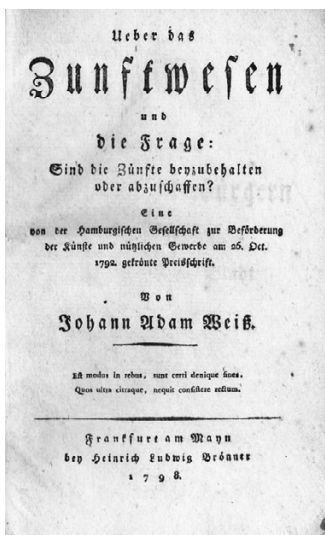 Ueber das
Zunftwesen
und
die Frage:
Sind die Zünfte beyzubehalten
oder abzuschaffen?
Eine
von der Hamburgischen Gesellschaft zur Beförderung
der Künste und nützlichen Gewerbe am 26. Oct.
1792. gekrönte Preisschrift.
Von
Johann Adam Weiß.
Est modus in rebus, sunt certi denique fines,
Quos ultra citraque, nequit consistere rectum.
Frankfurt am Mayn
bey Heinrich Ludwig Brönner
1798.